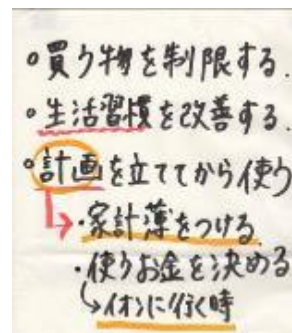 ◦買う物を制限する.
◦生活習慣を改善する.
◦計画を立ててから使う
↳・家計薄をつける.
・使うお金を決める
↳イオンに行く時